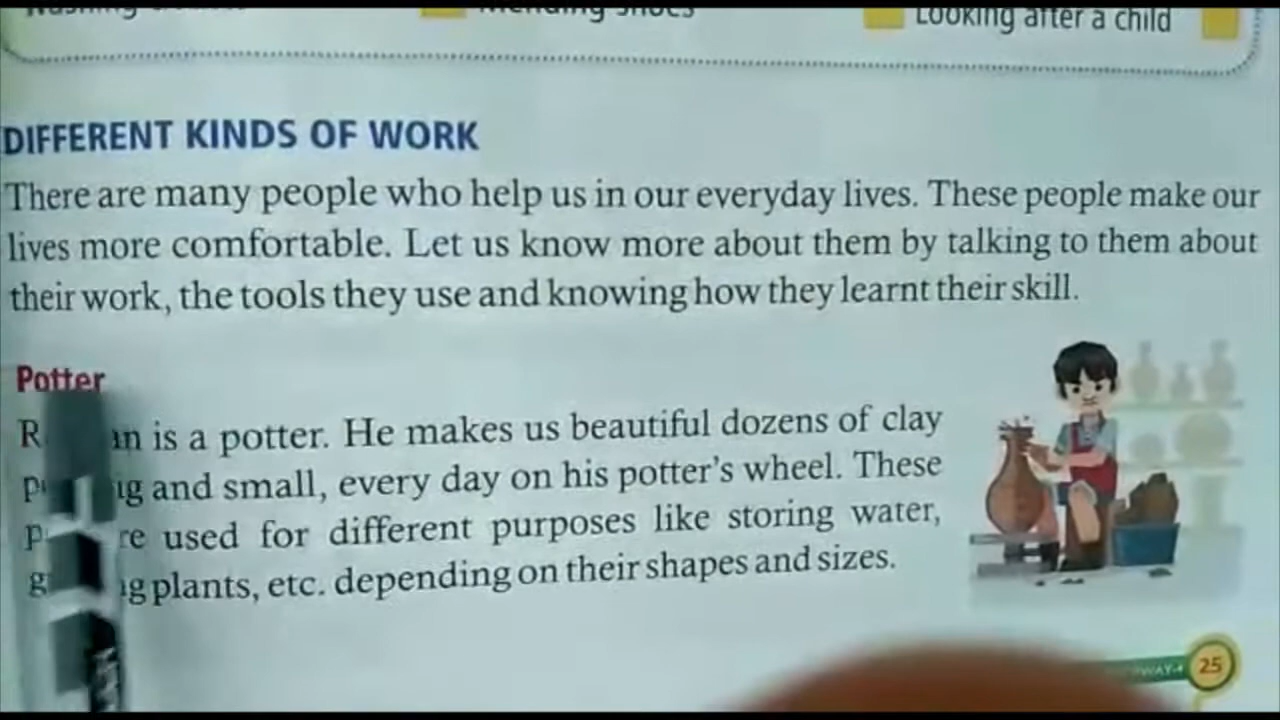 Looking after a child
DIFFERENT KINDS OF WORK
There are many people who help us in our everyday lives. These people make our
lives more comfortable. Let us know more about them by talking to them about
their work, the tools they use and knowing how they learnt their skill.
Potter
is a potter. He makes us beautiful dozens of clay
and small, every day on his potter's wheel. These
used for different purposes like storing water,
plants, etc. depending on their shapes and sizes.
25